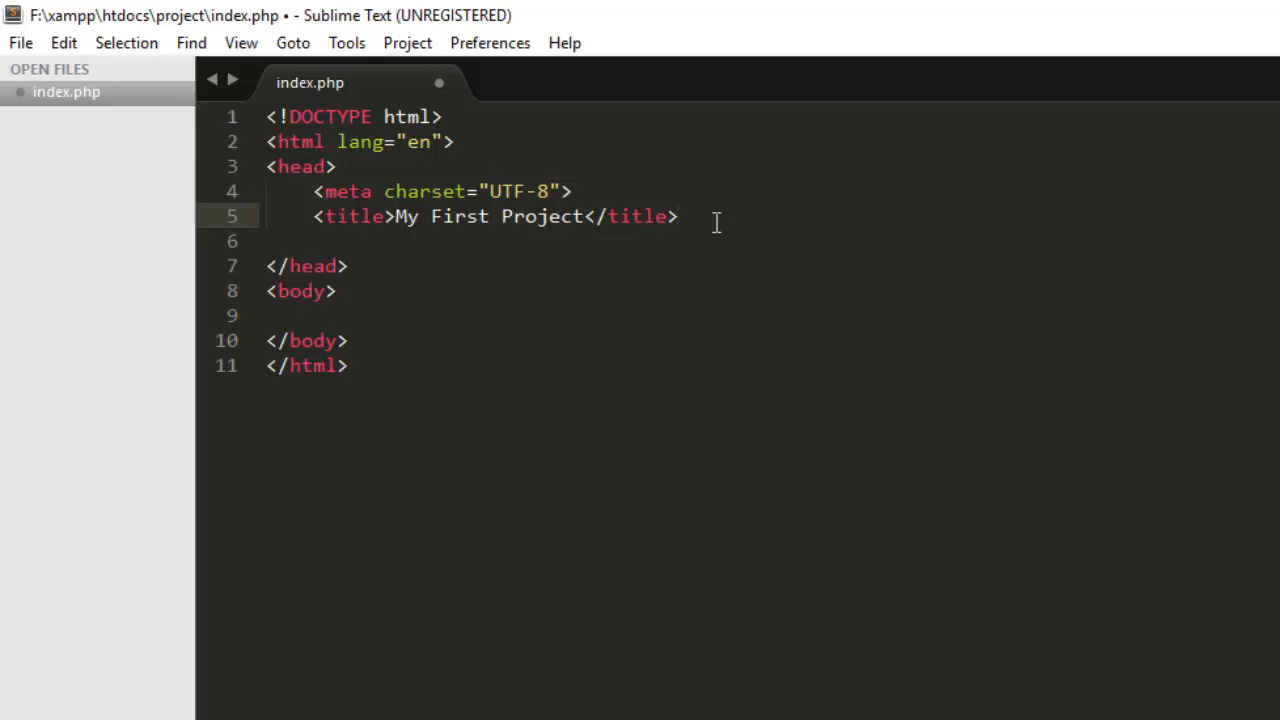 F:\xampp\htdocs\project\index.php • - Sublime Text (UNREGISTERED)
File Edit Selection Find View Goto Tools Project Preferences Help
OPEN FILES
index.php
index.php
1 <!DOCTYPE html>
2 <html lang="en">
3 <head>
4     <meta charset="UTF-8">
5     <title>My First Project</title>
6
7 </head>
8 <body>
9
10 </body>
11 </html>